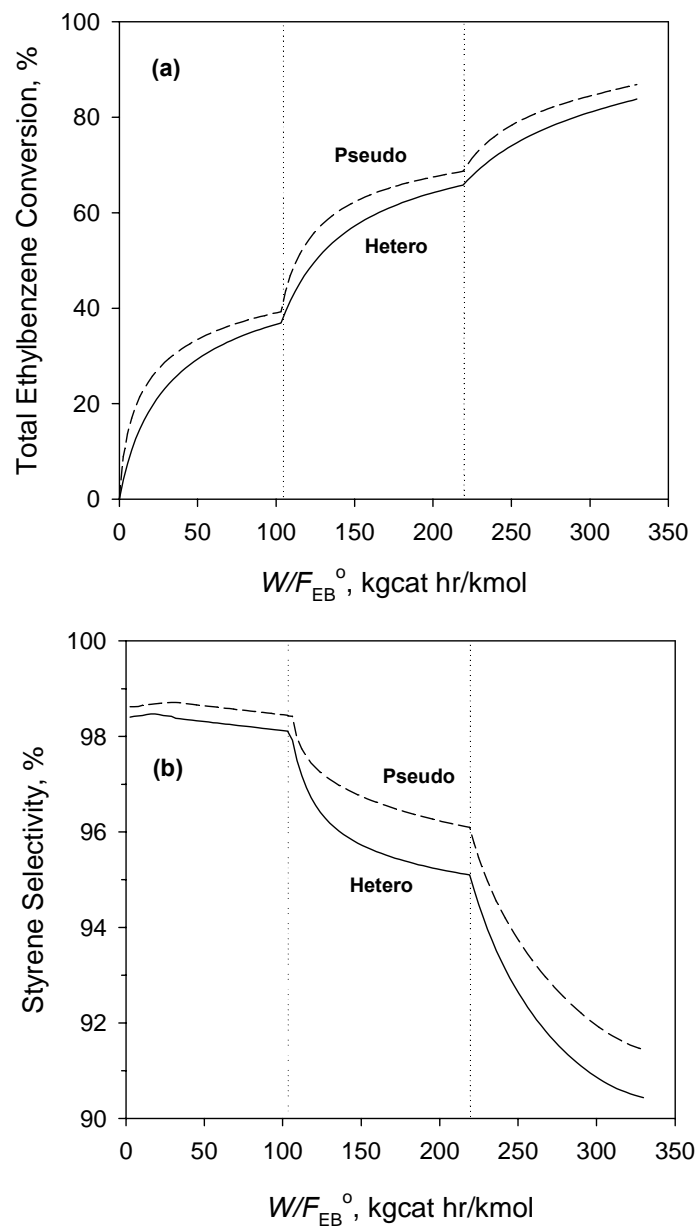 100
(a)
80
Pseudo
60
Hetero
40
20
0
Total Ethylbenzene Conversion, %
0 50 100 150 200 250 300 350
W/F_EB^o, kgcat hr/kmol
100
98
(b)
Pseudo
96
Hetero
94
92
90
Styrene Selectivity, %
0 50 100 150 200 250 300 350
W/F_EB^o, kgcat hr/kmol